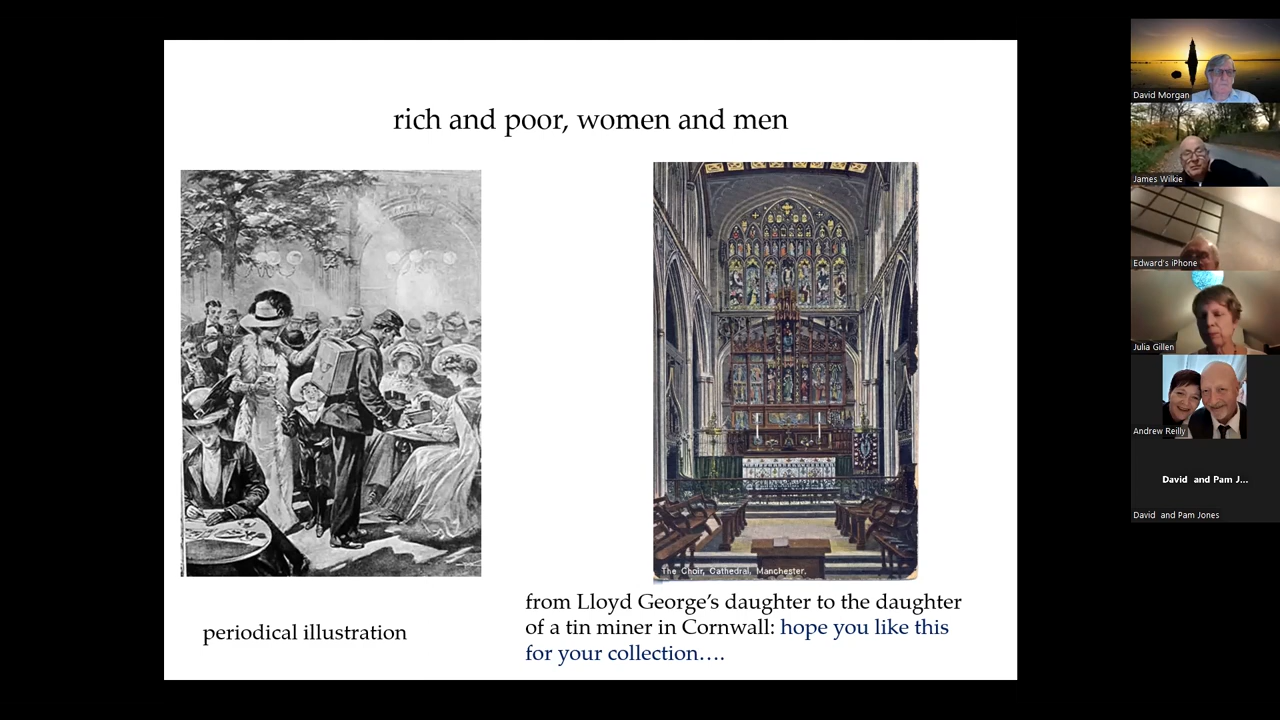 rich and poor, women and men
The Choir, Cathedral, Manchester.
periodical illustration
from Lloyd George's daughter to the daughter
of a tin miner in Cornwall: hope you like this
for your collection….
David Morgan
James Wilkie
Edward's iPhone
Julia Gillen
Andrew Reilly
David and Pam J...
David and Pam Jones